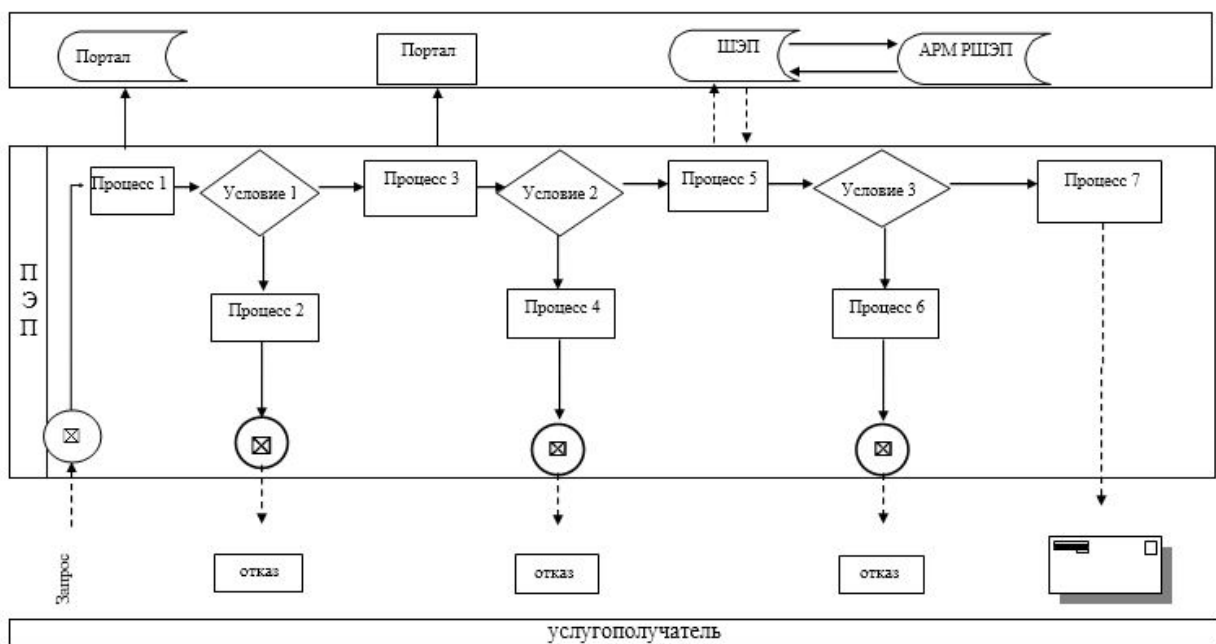 Портал
Портал
ШЭП
АРМ РШЭП
ПЭП
Процесс 1
Условие 1
Процесс 3
Условие 2
Процесс 5
Условие 3
Процесс 7
Процесс 2
Процесс 4
Процесс 6
Запрос
отказ
отказ
отказ
услугополучатель